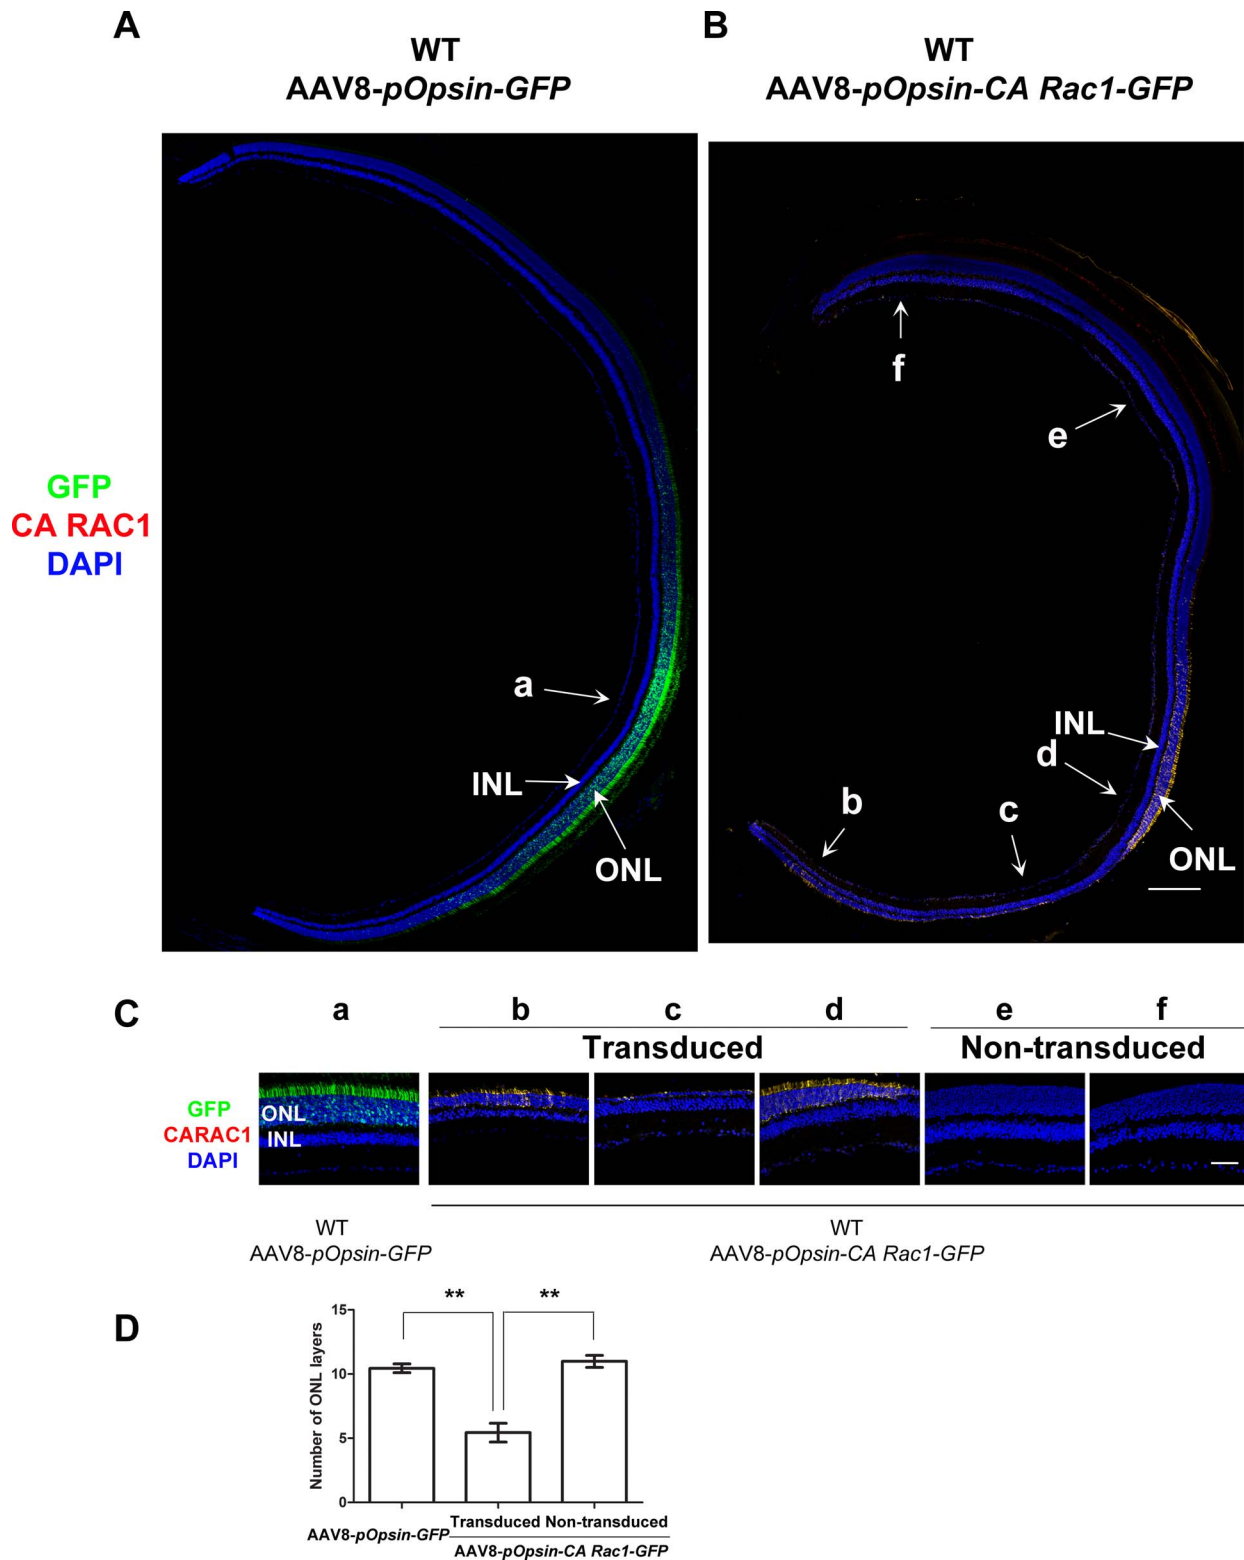 A
WT
AAV8-pOpsin-GFP
B
WT
AAV8-pOpsin-CA Rac1-GFP
GFP
CA RAC1
DAPI
a
INL
ONL
f
e
INL
d
b
c
ONL
C
a
b
c
d
e
f
Transduced
Non-transduced
GFP
CARAC1
DAPI
ONL
INL
WT
AAV8-pOpsin-GFP
WT
AAV8-pOpsin-CA Rac1-GFP
D
**
**
Number of ONL layers
15
10
5
0
AAV8-pOpsin-GFP
Transduced
Non-transduced
AAV8-pOpsin-CA Rac1-GFP